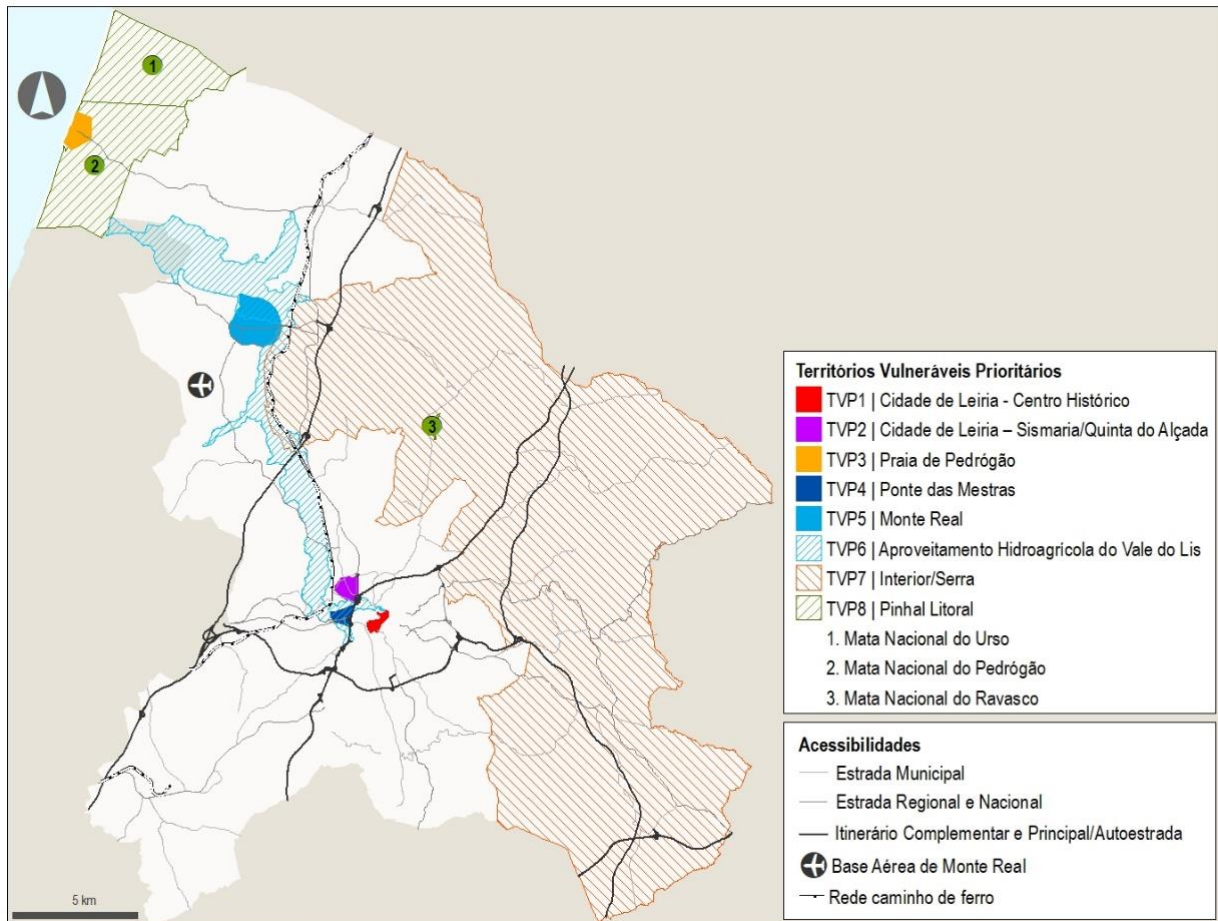 1
2
3
Territórios Vulneráveis Prioritários
TVP1 | Cidade de Leiria - Centro Histórico
TVP2 | Cidade de Leiria – Sismaria/Quinta do Alçada
TVP3 | Praia de Pedrógão
TVP4 | Ponte das Mestras
TVP5 | Monte Real
TVP6 | Aproveitamento Hidroagrícola do Vale do Lis
TVP7 | Interior/Serra
TVP8 | Pinhal Litoral
1. Mata Nacional do Urso
2. Mata Nacional do Pedrógão
3. Mata Nacional do Ravasco
Acessibilidades
Estrada Municipal
Estrada Regional e Nacional
Itinerário Complementar e Principal/Autoestrada
Base Aérea de Monte Real
Rede caminho de ferro
5 km